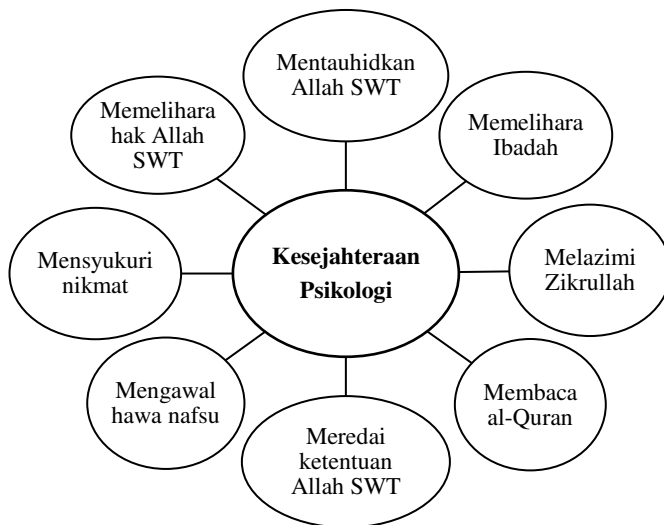 Mentauhidkan
Allah SWT
Memelihara
Ibadah
Melazimi
Zikrullah
Membaca
al-Quran
Meredai
ketentuan
Allah SWT
Mengawal
hawa nafsu
Mensyukuri
nikmat
Memelihara
hak Allah
SWT
Kesejahteraan
Psikologi